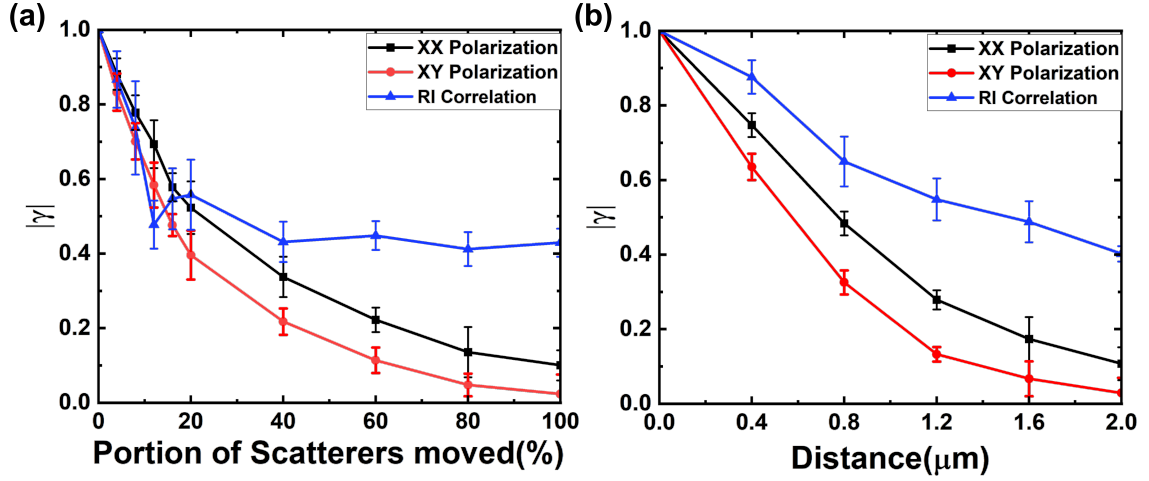 (a)
1.0
0.8
0.6
0.4
0.2
0.0
|γ|
XX Polarization
XY Polarization
RI Correlation
0 20 40 60 80 100
Portion of Scatterers moved(%)
(b)
1.0
0.8
0.6
0.4
0.2
0.0
|γ|
XX Polarization
XY Polarization
RI Correlation
0.0 0.4 0.8 1.2 1.6 2.0
Distance(μm)